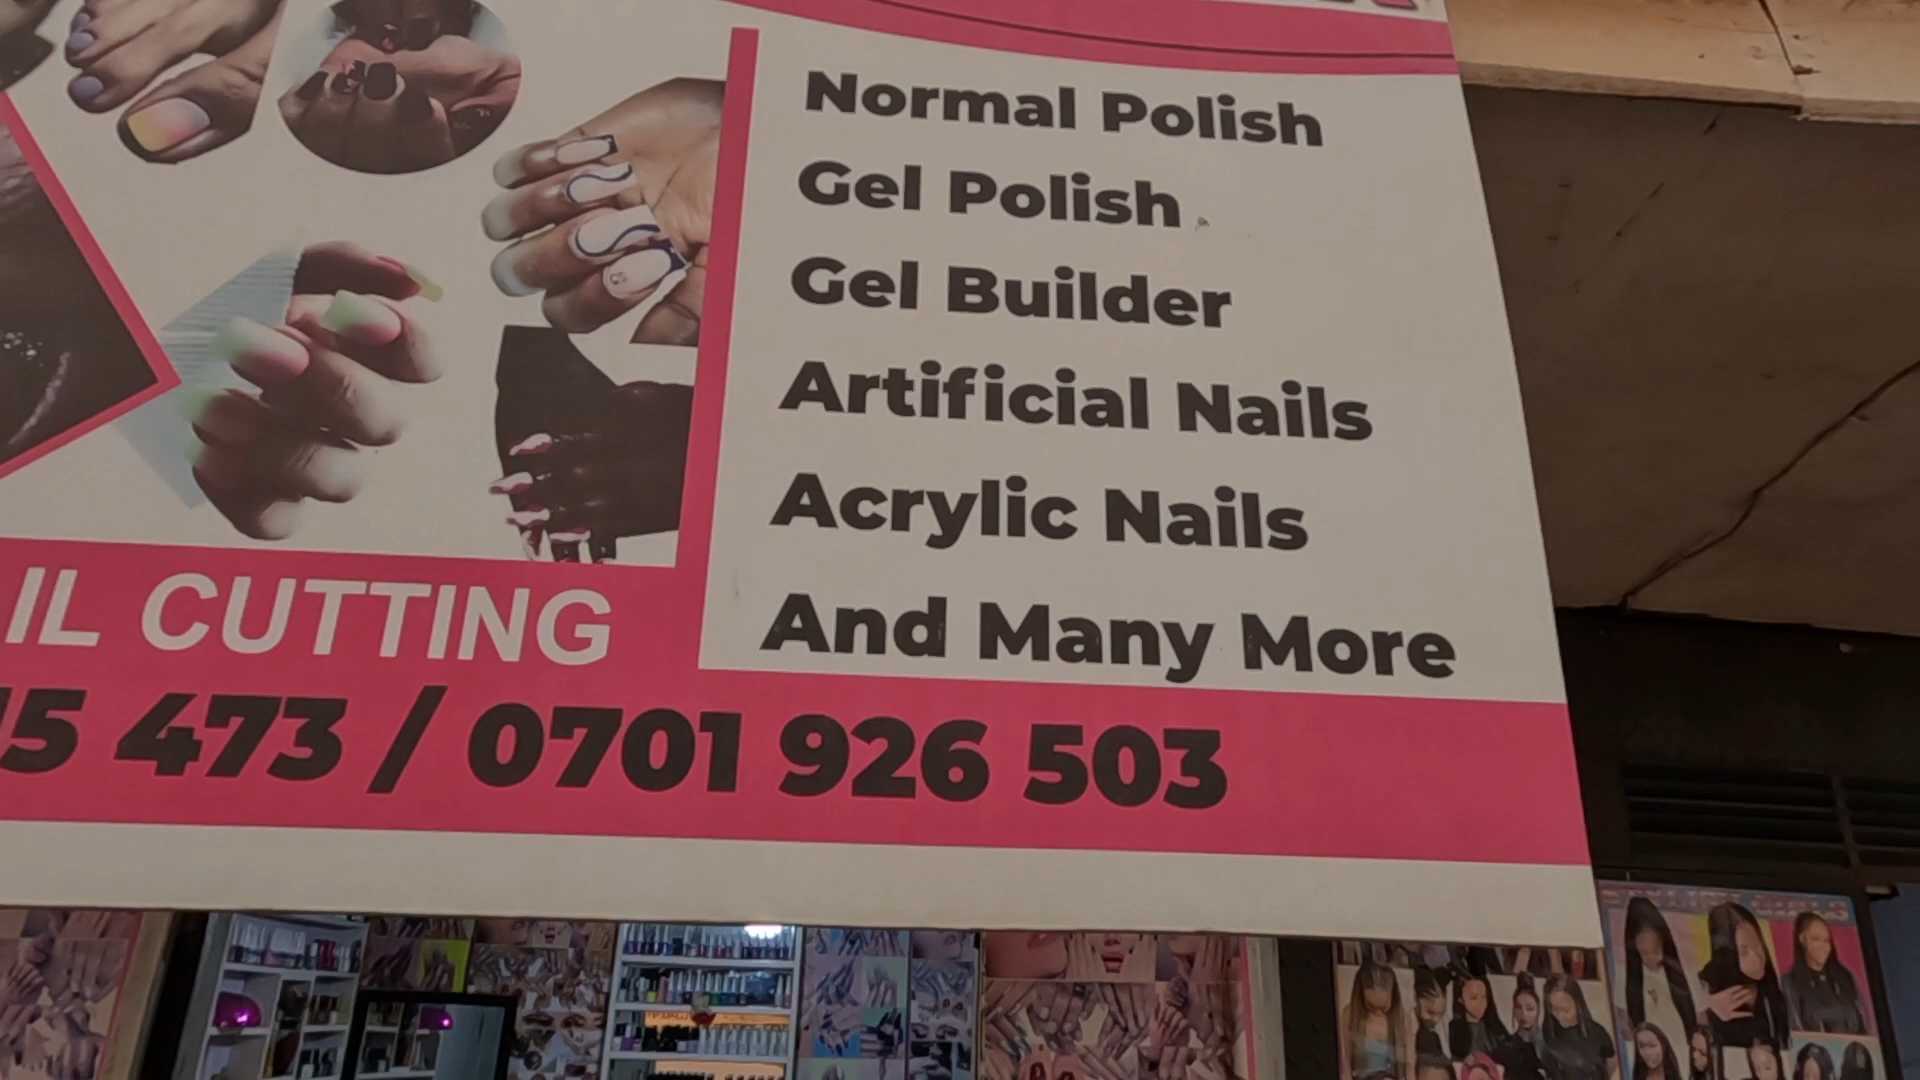 Normal Polish
Gel Polish
Gel Builder
Artificial Nails
Acrylic Nails
And Many More
IL CUTTING
15 473 / 0701 926 503